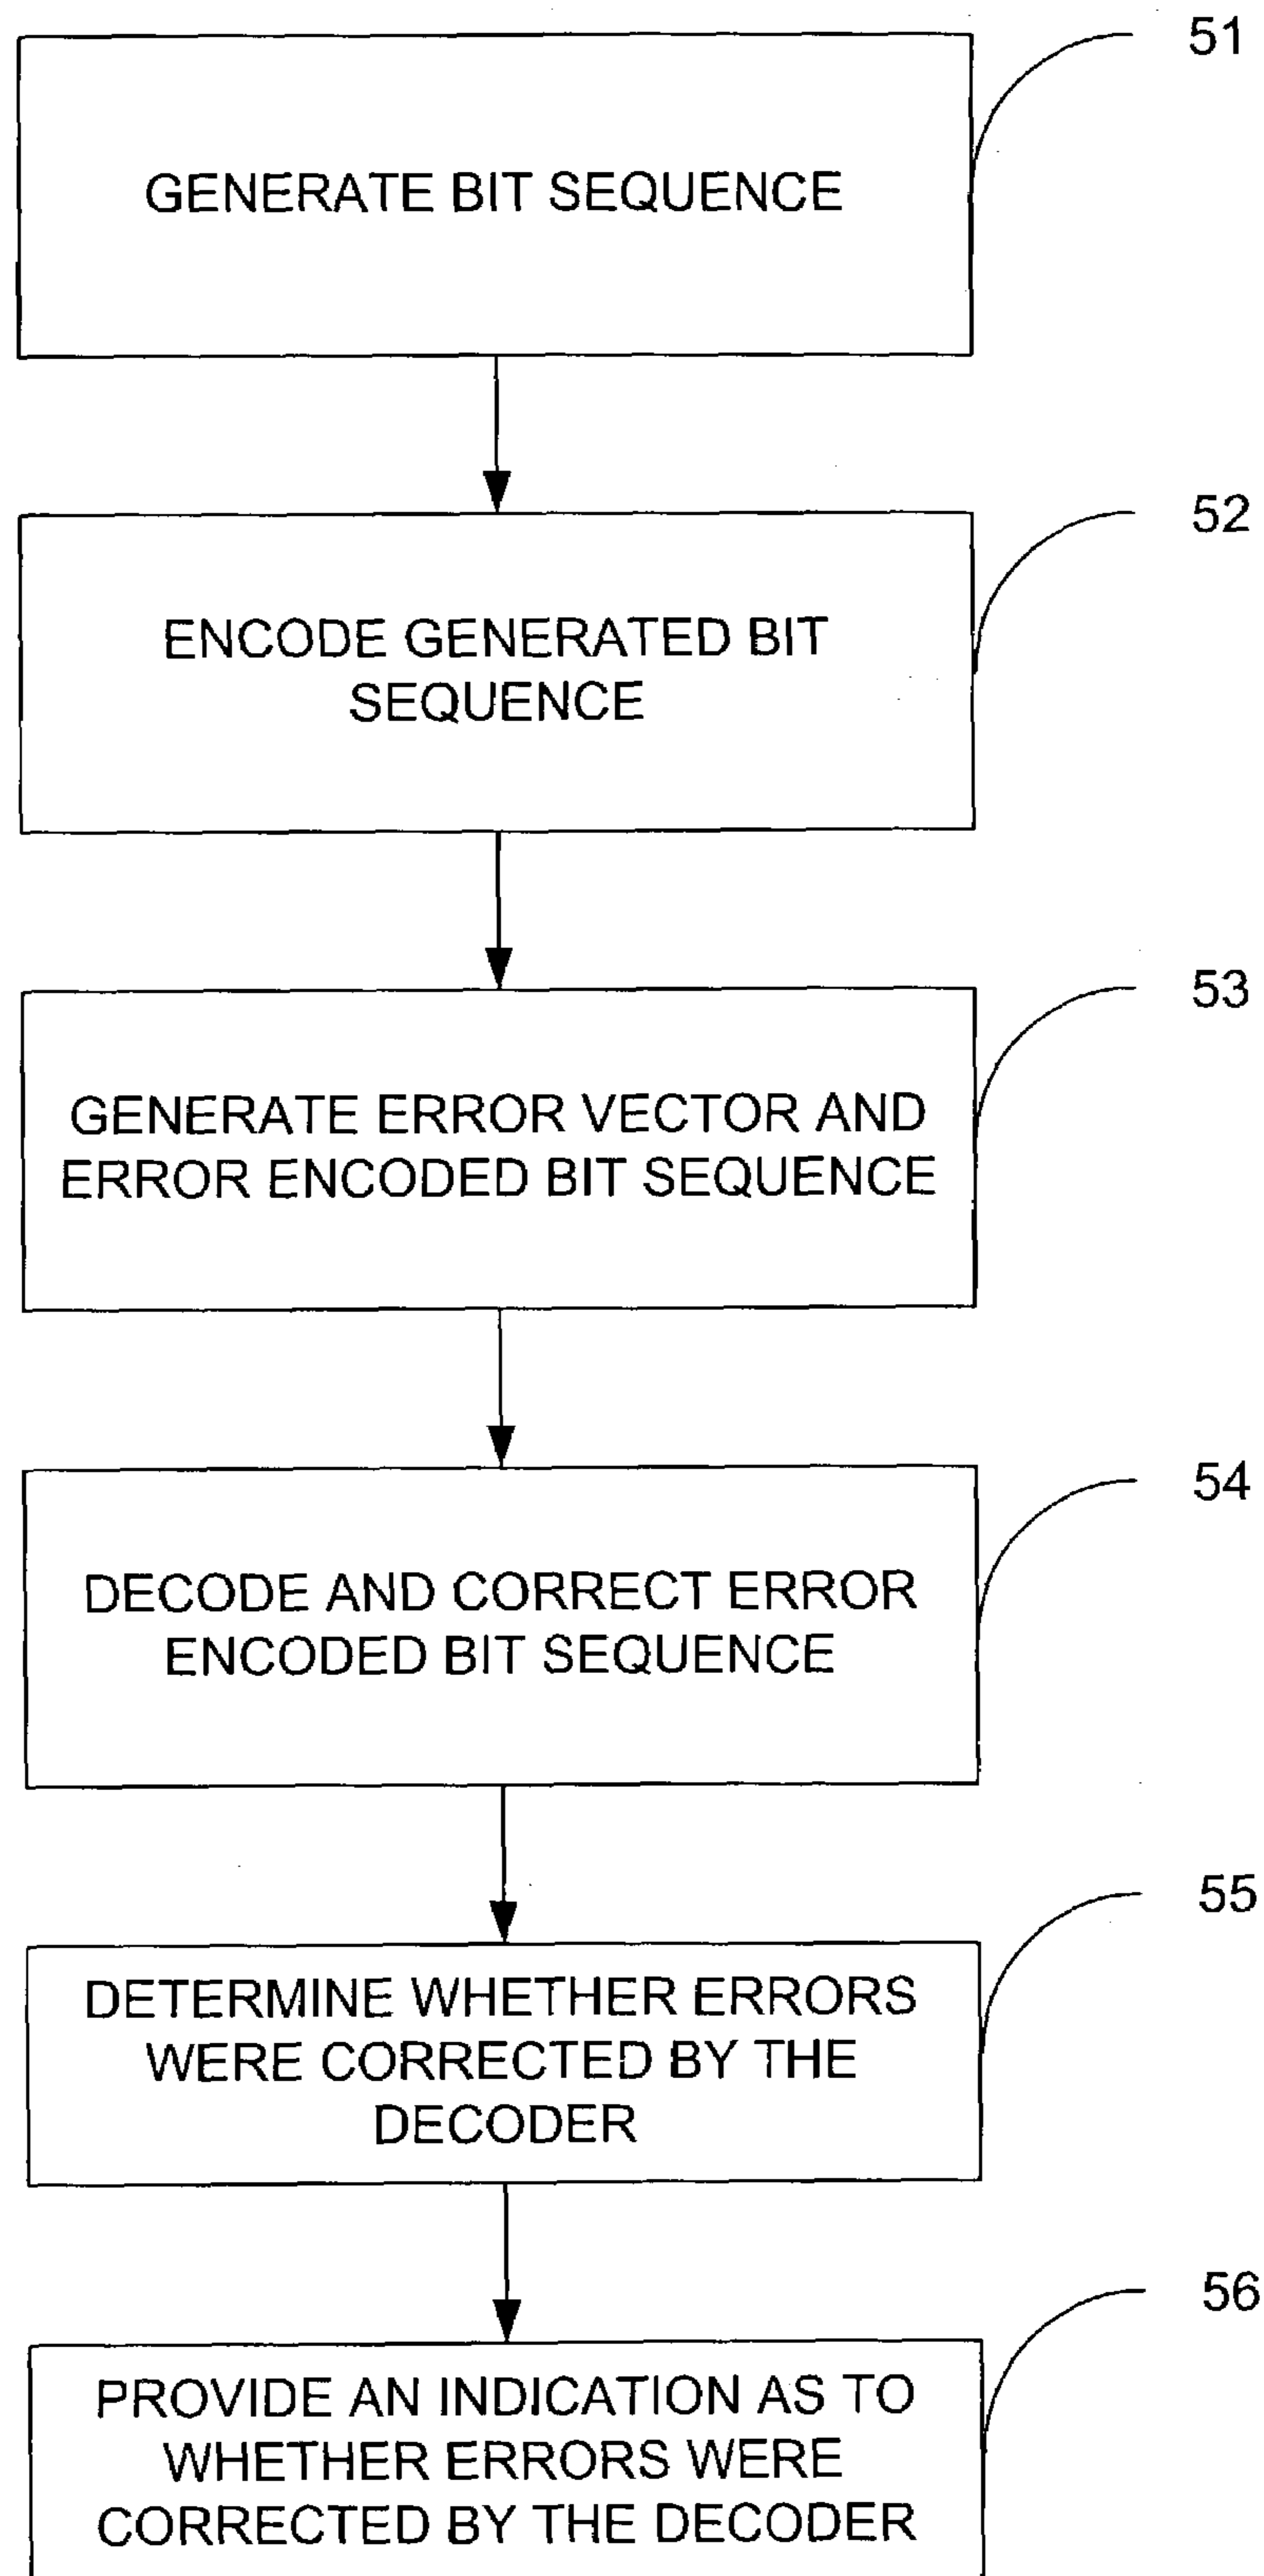 51
GENERATE BIT SEQUENCE
52
ENCODE GENERATED BIT
SEQUENCE
53
GENERATE ERROR VECTOR AND
ERROR ENCODED BIT SEQUENCE
54
DECODE AND CORRECT ERROR
ENCODED BIT SEQUENCE
55
DETERMINE WHETHER ERRORS
WERE CORRECTED BY THE
DECODER
56
PROVIDE AN INDICATION AS TO
WHETHER ERRORS WERE
CORRECTED BY THE DECODER